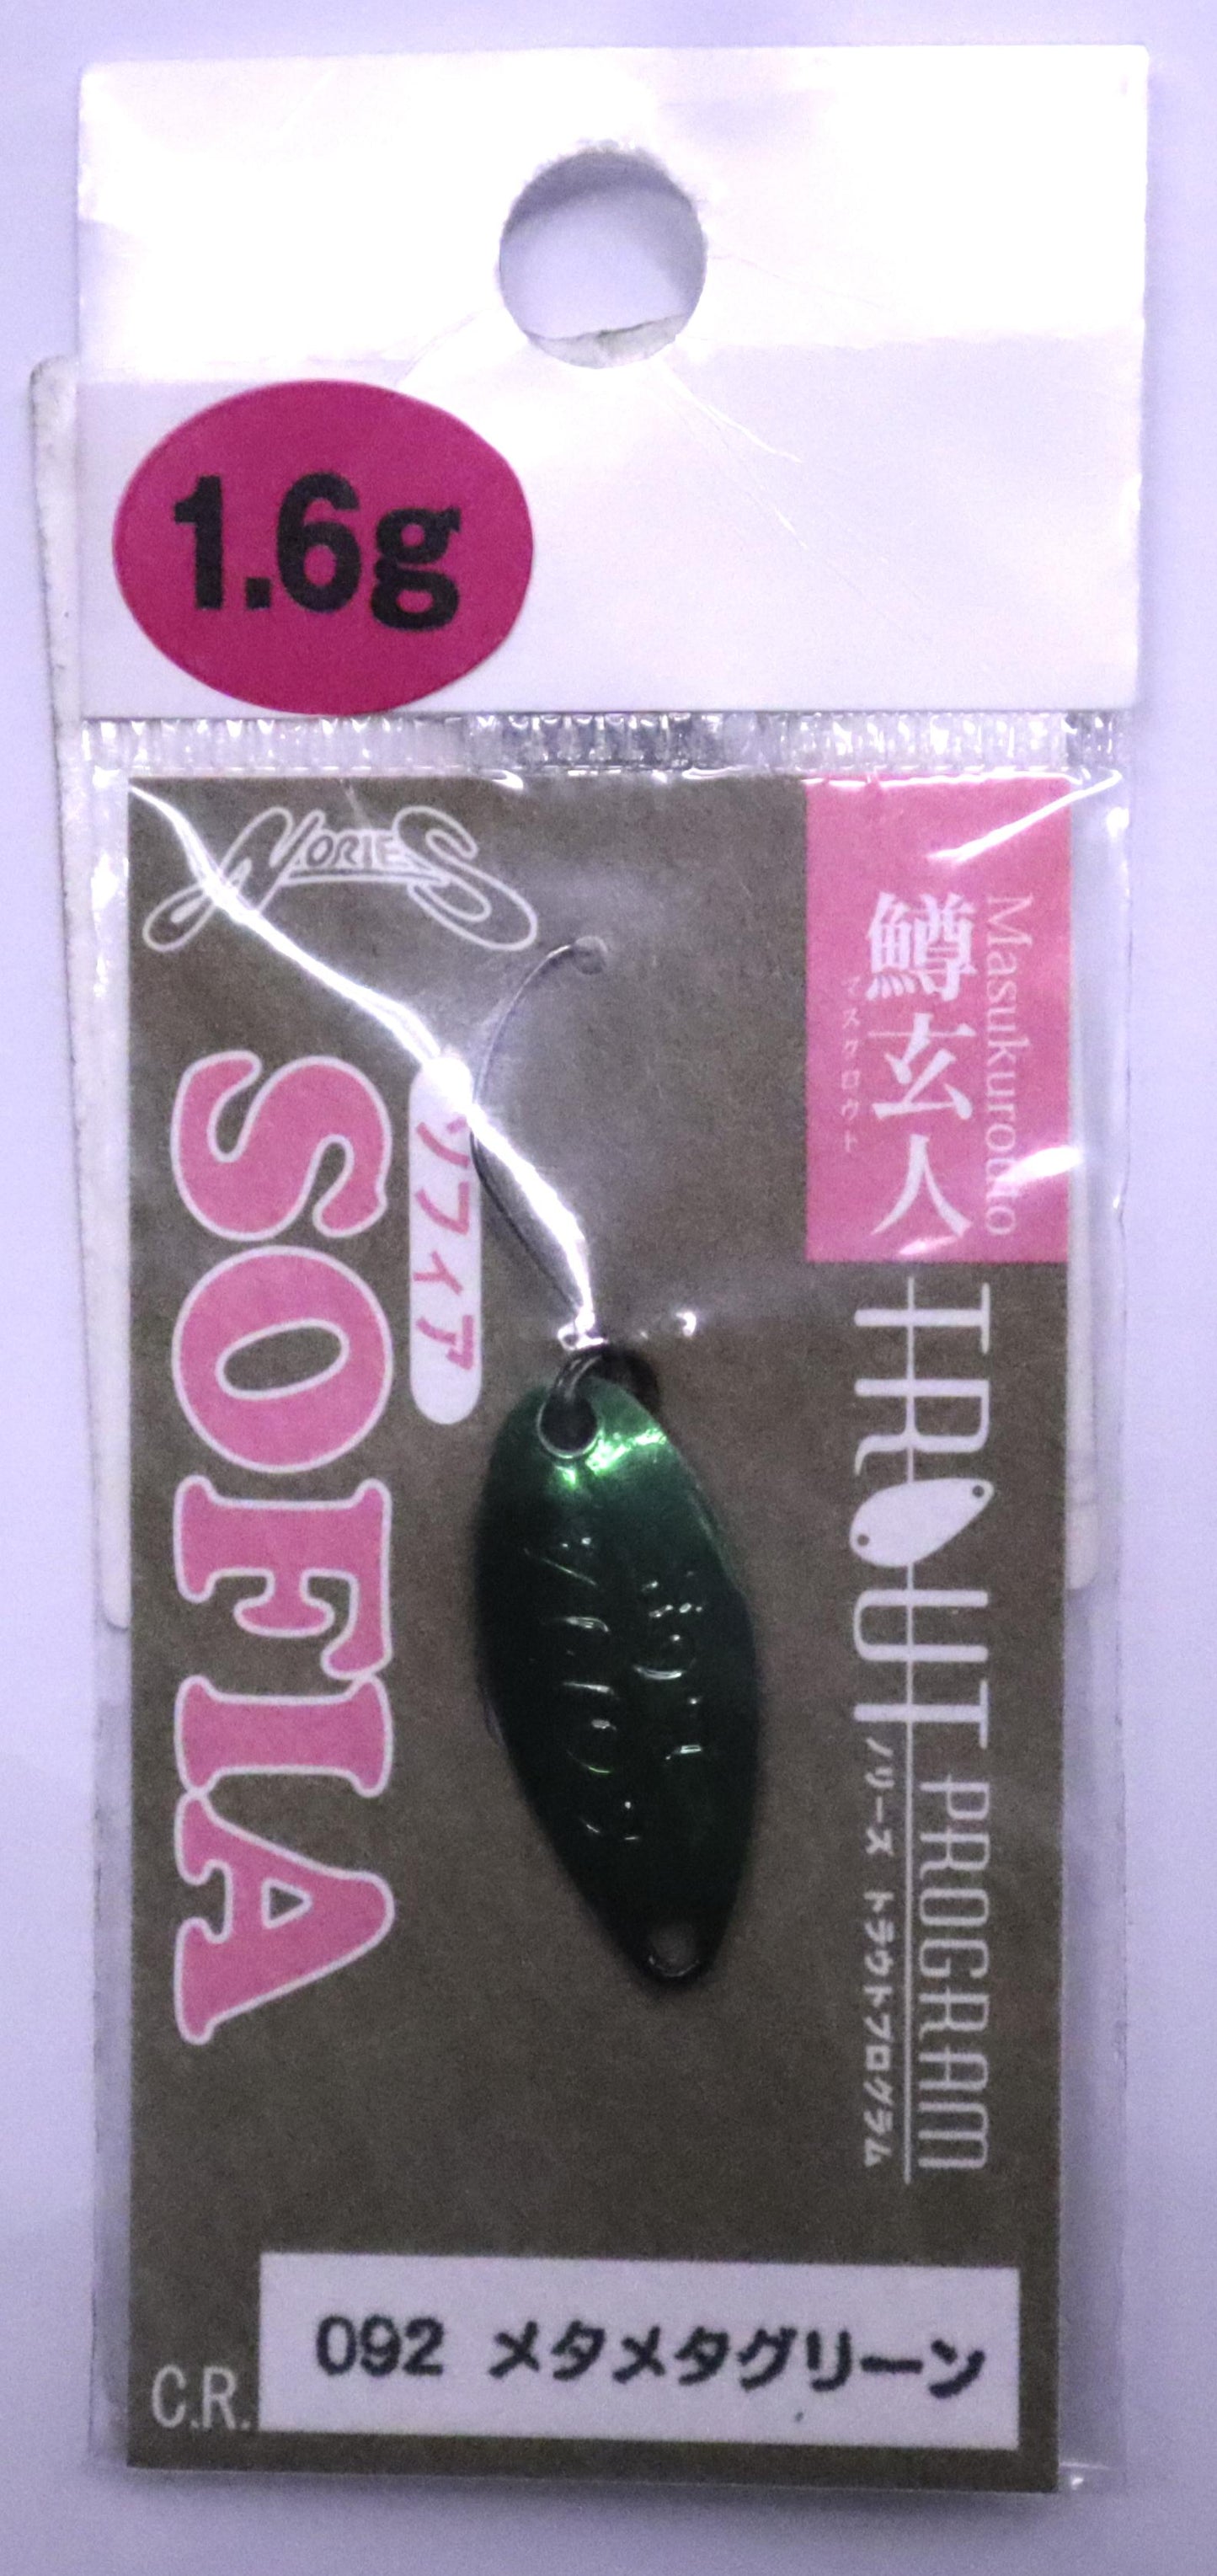 1.6g
NORIES
SOFIA
ソフィア
Masukurouto
鱒玄人
マスクロウト
TROUT PROGRAM
ノリーズ トラウトプログラム
C.R.
092 メタメタグリーン